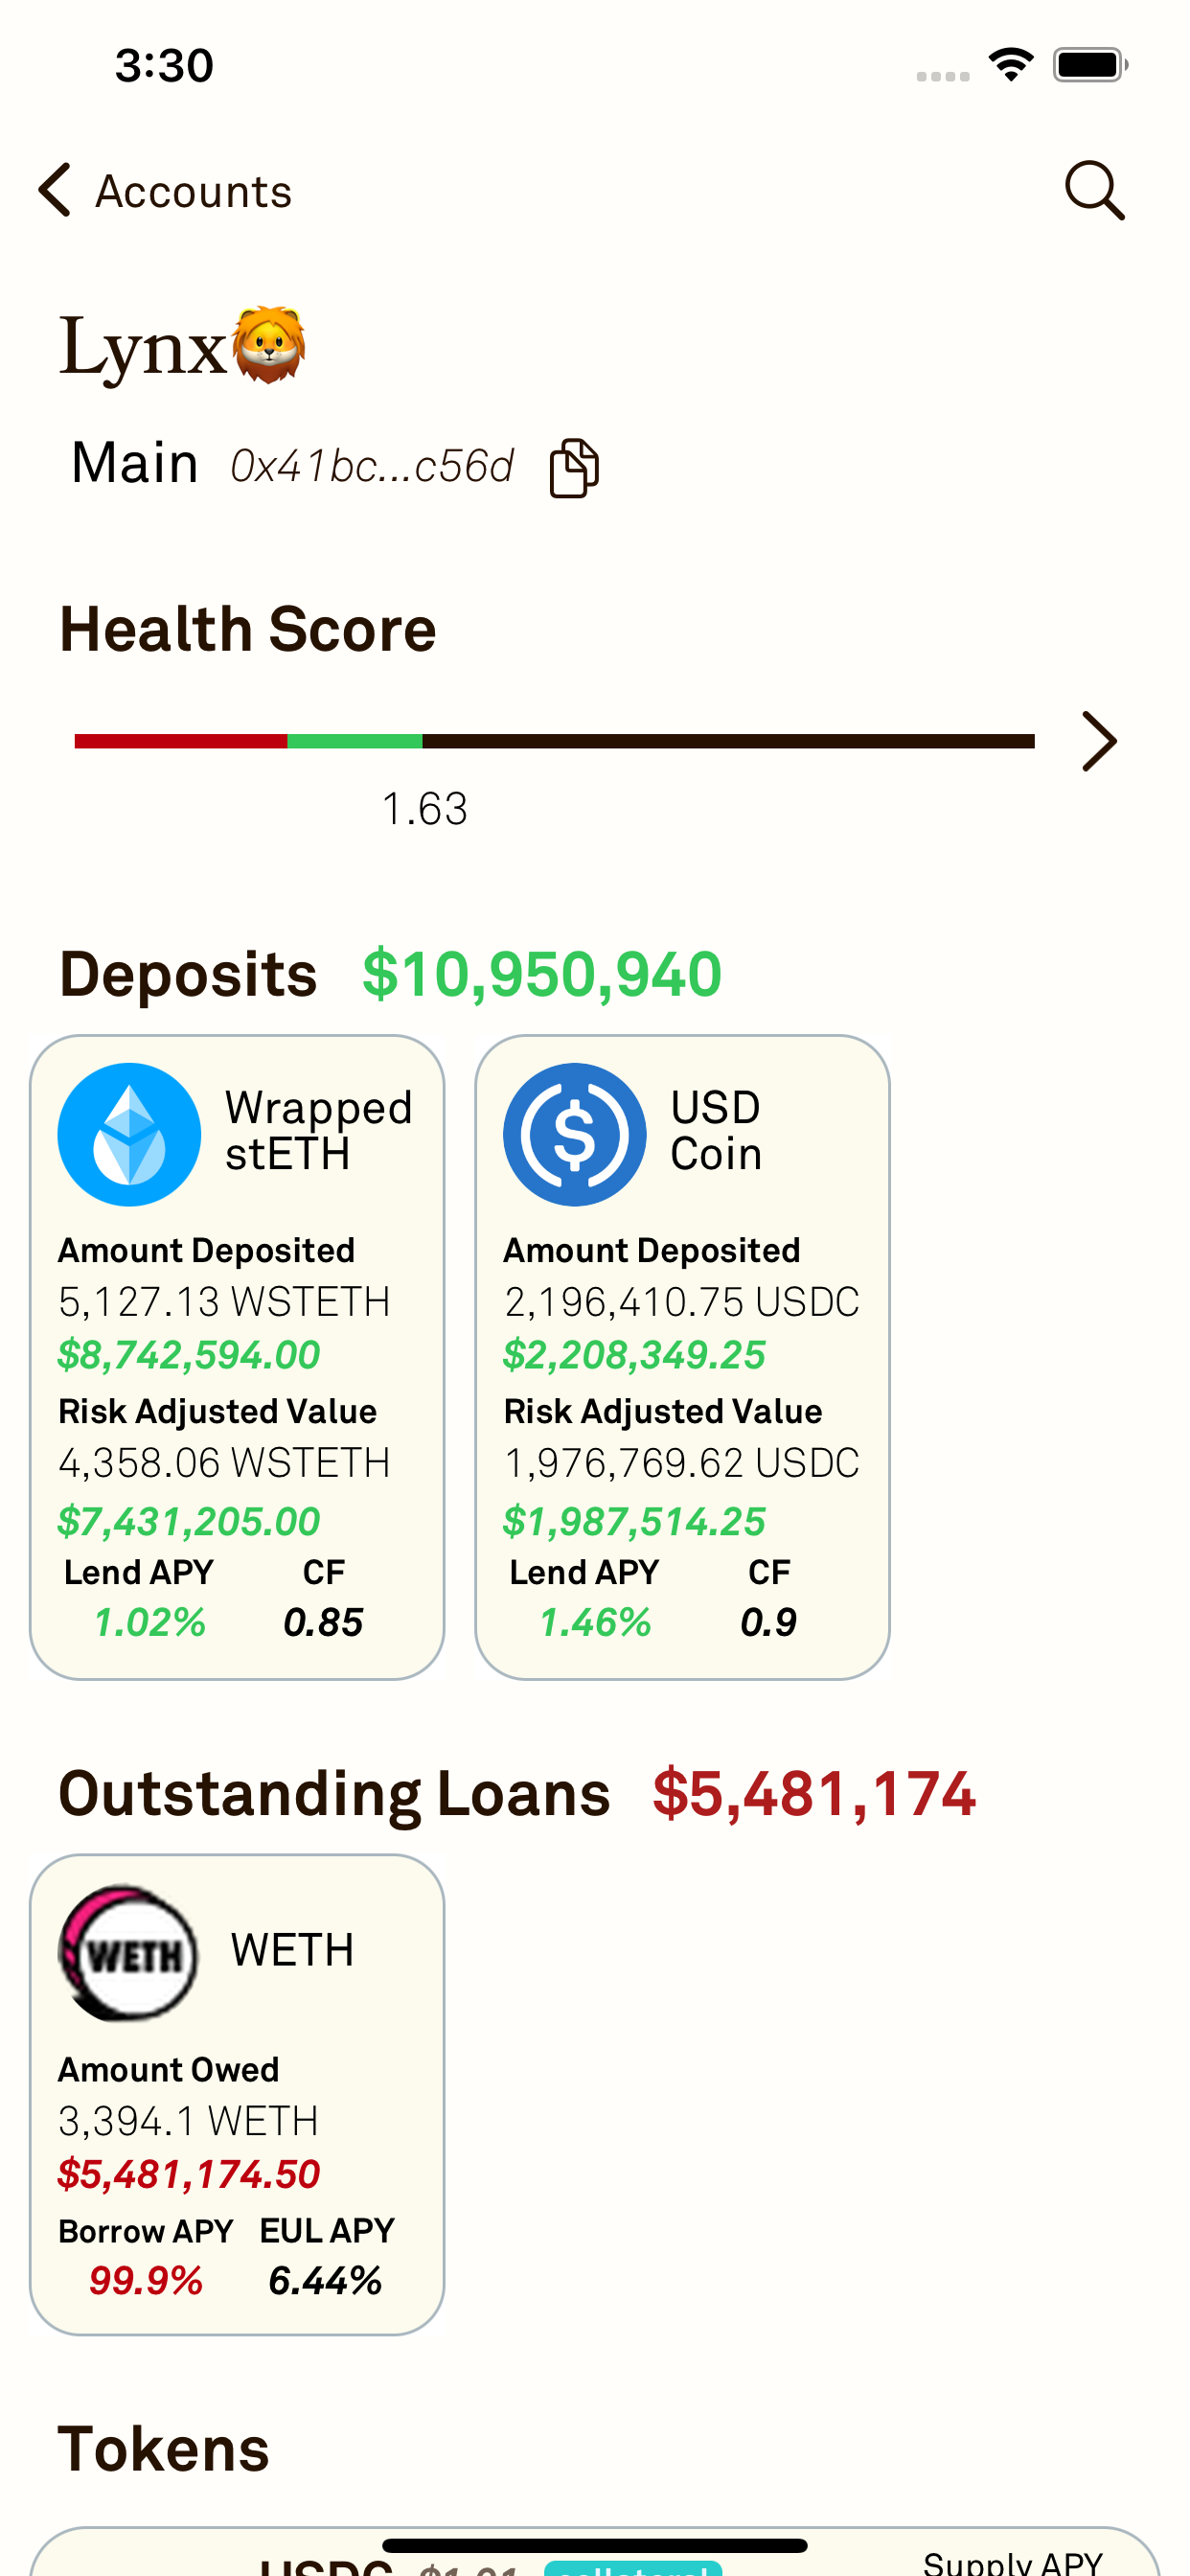 3:30
Accounts
Lynx🦁
Main 0x41bc...c56d
Health Score
1.63
Deposits $10,950,940
Wrapped
stETH
Amount Deposited
5,127.13 WSTETH
$8,742,594.00
Risk Adjusted Value
4,358.06 WSTETH
$7,431,205.00
Lend APY CF
1.02% 0.85
USD
Coin
Amount Deposited
2,196,410.75 USDC
$2,208,349.25
Risk Adjusted Value
1,976,769.62 USDC
$1,987,514.25
Lend APY CF
1.46% 0.9
Outstanding Loans $5,481,174
WETH
WETH
Amount Owed
3,394.1 WETH
$5,481,174.50
Borrow APY EUL APY
99.9% 6.44%
Tokens
USDC $1.01 collateral Supply APY